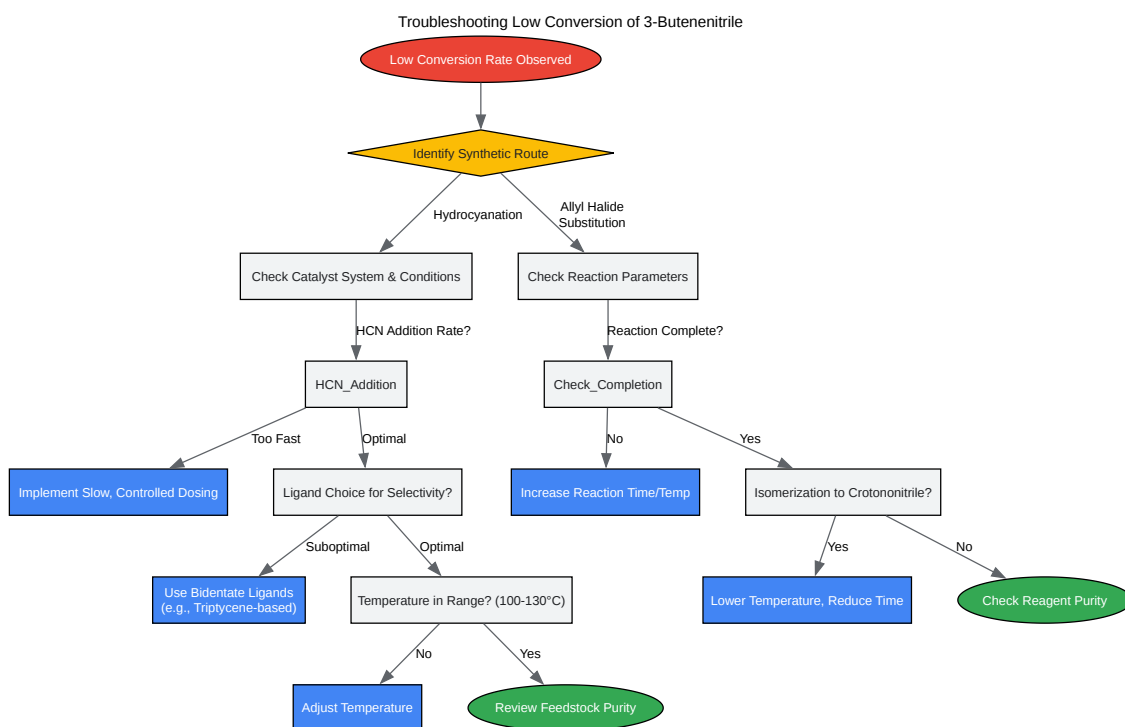 Troubleshooting Low Conversion of 3-Butenenitrile
Low Conversion Rate Observed
Identify Synthetic Route
Hydrocyanation
Allyl Halide
Substitution
Check Catalyst System & Conditions
Check Reaction Parameters
HCN Addition Rate?
Reaction Complete?
HCN_Addition
Check_Completion
Too Fast
Optimal
No
Yes
Implement Slow, Controlled Dosing
Ligand Choice for Selectivity?
Increase Reaction Time/Temp
Isomerization to Crotononitrile?
Suboptimal
Optimal
Yes
No
Use Bidentate Ligands
(e.g., Triptycene-based)
Temperature in Range? (100-130°C)
Lower Temperature, Reduce Time
Check Reagent Purity
No
Yes
Adjust Temperature
Review Feedstock Purity